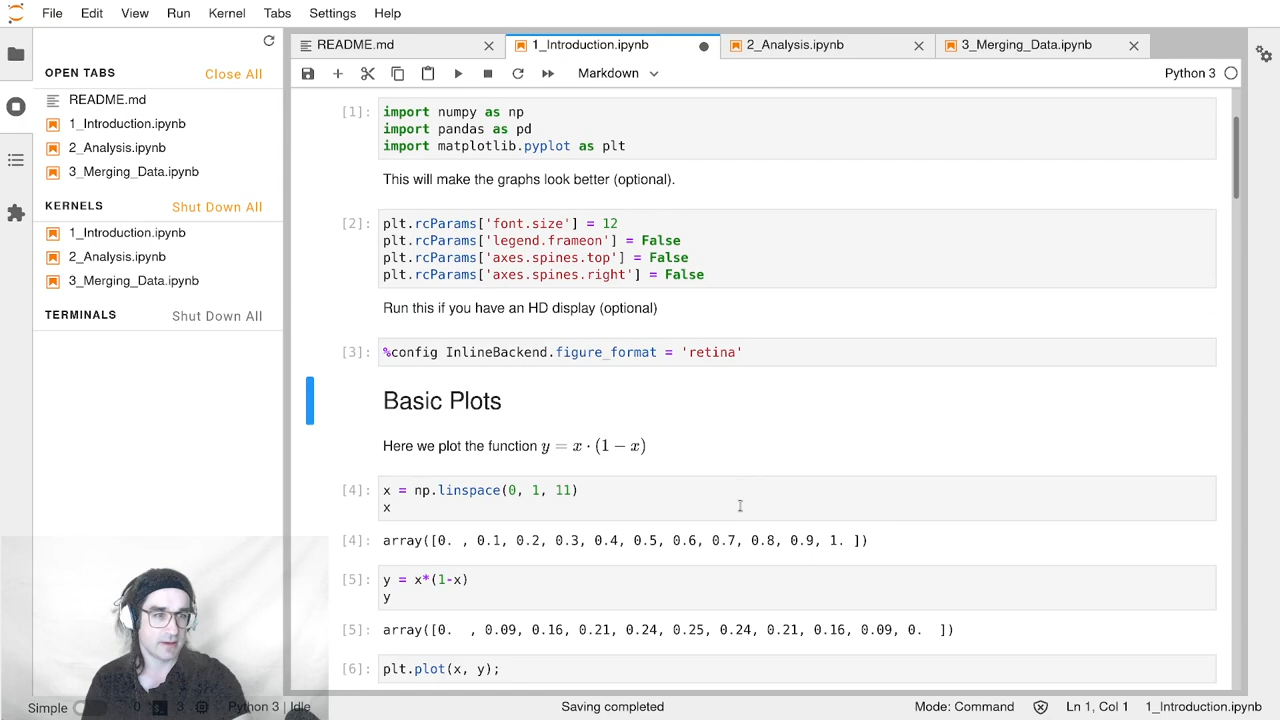 File Edit View Run Kernel Tabs Settings Help
OPEN TABS Close All
README.md
1_Introduction.ipynb
2_Analysis.ipynb
3_Merging_Data.ipynb
KERNELS Shut Down All
1_Introduction.ipynb
2_Analysis.ipynb
3_Merging_Data.ipynb
TERMINALS Shut Down All
README.md 1_Introduction.ipynb 2_Analysis.ipynb 3_Merging_Data.ipynb
Markdown Python 3
[1]: import numpy as np
import pandas as pd
import matplotlib.pyplot as plt
This will make the graphs look better (optional).
[2]: plt.rcParams['font.size'] = 12
plt.rcParams['legend.frameon'] = False
plt.rcParams['axes.spines.top'] = False
plt.rcParams['axes.spines.right'] = False
Run this if you have an HD display (optional)
[3]: %config InlineBackend.figure_format = 'retina'
Basic Plots
Here we plot the function y = x · (1 − x)
[4]: x = np.linspace(0, 1, 11)
x
[4]: array([0. , 0.1, 0.2, 0.3, 0.4, 0.5, 0.6, 0.7, 0.8, 0.9, 1. ])
[5]: y = x*(1-x)
y
[5]: array([0.  , 0.09, 0.16, 0.21, 0.24, 0.25, 0.24, 0.21, 0.16, 0.09, 0.  ])
[6]: plt.plot(x, y);
Simple 0 3 Python 3 | Idle Saving completed Mode: Command Ln 1, Col 1 1_Introduction.ipynb